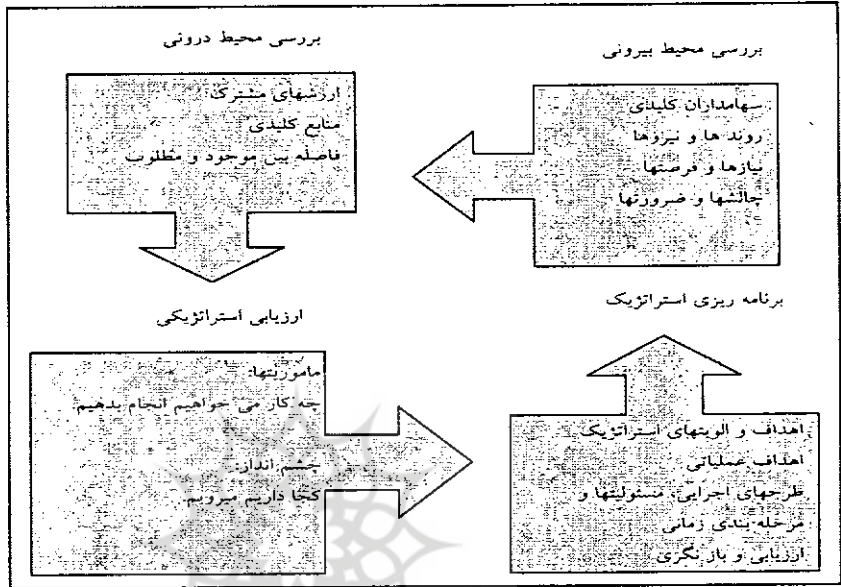 بررسی محیط بیرونی
سهامداران کلیدی
روند ها و نیروها
نیازها و فرصتها
چالشها و ضرورتها
بررسی محیط درونی
ارزشهای مشترک
منابع کلیدی
فاصله بین موجود و مطلوب
ارزیابی استراتژیکی
ماموریتها:
چه کار می خواهیم انجام بدهیم
چشم انداز:
کجا داریم میرویم
برنامه ریزی استراتژیک
اهداف و الویتهای استراتژیک
اهداف عملیاتی
طرحهای اجرایی، مسئولیتها و
مرحله بندی زمانی
ارزیابی و باز نگری